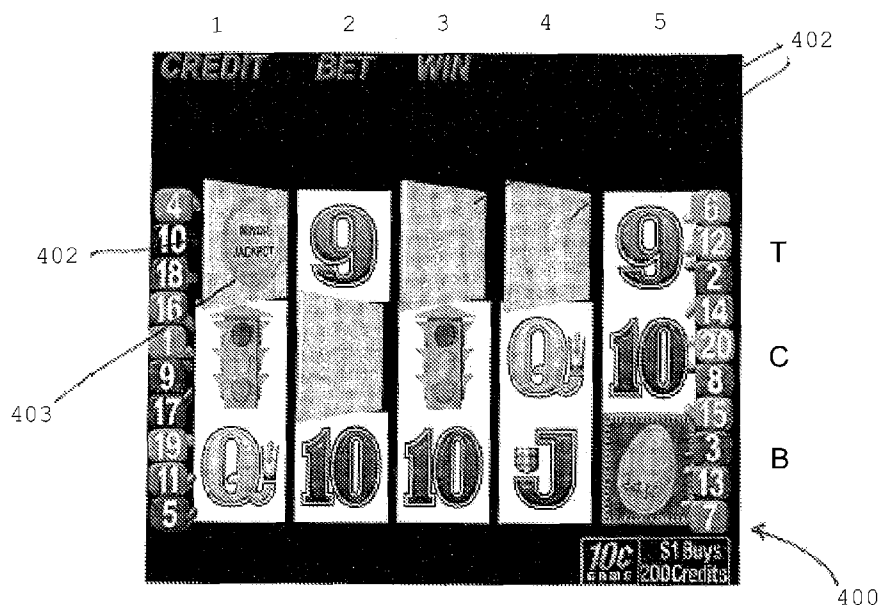 1 2 3 4 5
402
CREDIT BET WIN
4 9 9 6
10 JACKPOT 12 T
402
18 2
16 14
1 Q 10 20 C
9 8
403
17 15
19 Q 10 10 J 3 B
11 13
5 7
10¢ $1 Buys
200 Credits
400